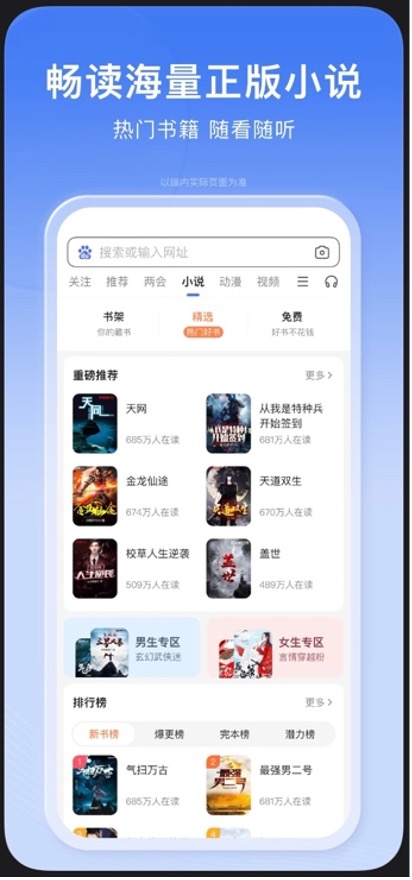 畅读海量正版小说
热门书籍 随看随听
以端内实际页面为准
搜索或输入网址
关注 推荐 两会 小说 动漫 视频
书架 精选 免费
你的藏书 热门好书 好书不花钱
重磅推荐 更多
天网
685万人在读
从我是特种兵
开始签到
681万人在读
金龙仙途
674万人在读
天道双生
670万人在读
校草人生逆袭
509万人在读
盖世
489万人在读
男生专区
玄幻武侠迷
女生专区
言情穿越粉
排行榜 更多
新书榜 爆更榜 完本榜 潜力榜
1
气扫万古
685万人在读
2
最强男二号
681万人在读
3
4